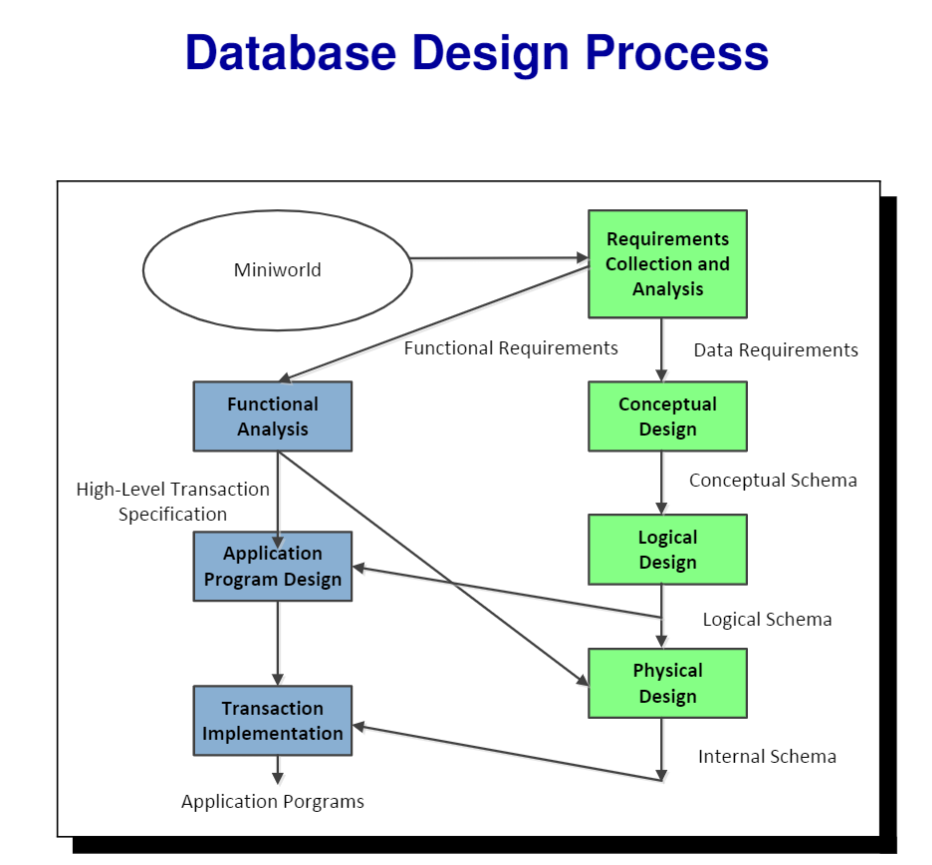 Database Design Process
Miniworld
Requirements
Collection and
Analysis
Functional Requirements
Data Requirements
Functional
Analysis
Conceptual
Design
High-Level Transaction
Specification
Conceptual Schema
Application
Program Design
Logical
Design
Logical Schema
Physical
Design
Transaction
Implementation
Internal Schema
Application Porgrams